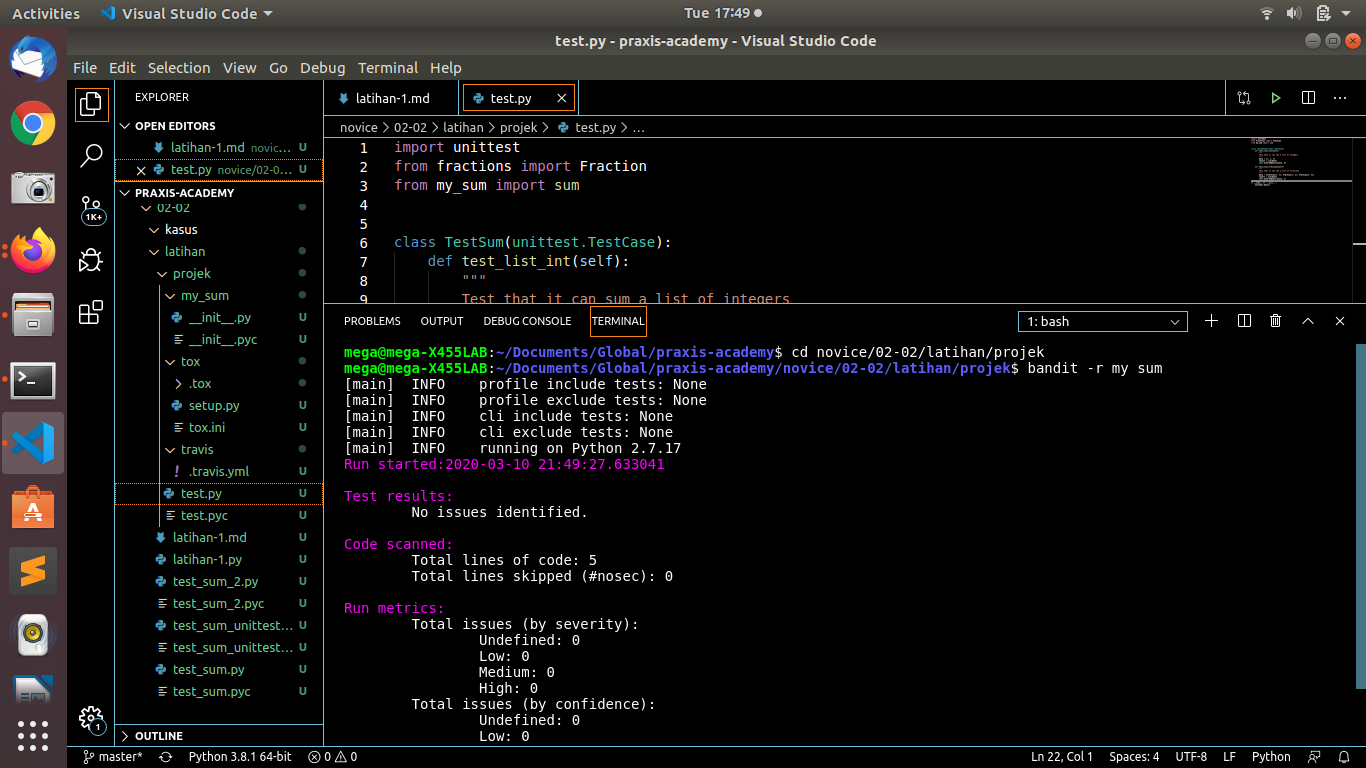 Activities Visual Studio Code Tue 17:49
test.py - praxis-academy - Visual Studio Code
File Edit Selection View Go Debug Terminal Help
EXPLORER
OPEN EDITORS
latihan-1.md novic... U
test.py novice/02-0... U
PRAXIS-ACADEMY
02-02
kasus
latihan
projek
my_sum
__init__.py U
__init__.pyc U
tox
.tox
setup.py U
tox.ini U
travis
! .travis.yml U
test.py U
test.pyc U
latihan-1.md U
latihan-1.py U
test_sum_2.py U
test_sum_2.pyc U
test_sum_unittest... U
test_sum_unittest... U
test_sum.py U
test_sum.pyc U
OUTLINE
1K+
1
latihan-1.md test.py
novice > 02-02 > latihan > projek > test.py > ...
1 import unittest
2 from fractions import Fraction
3 from my_sum import sum
4
5
6 class TestSum(unittest.TestCase):
7 def test_list_int(self):
8 """
9 Test that it can sum a list of integers
PROBLEMS OUTPUT DEBUG CONSOLE TERMINAL 1: bash
mega@mega-X455LAB:~/Documents/Global/praxis-academy$ cd novice/02-02/latihan/projek
mega@mega-X455LAB:~/Documents/Global/praxis-academy/novice/02-02/latihan/projek$ bandit -r my sum
[main] INFO profile include tests: None
[main] INFO profile exclude tests: None
[main] INFO cli include tests: None
[main] INFO cli exclude tests: None
[main] INFO running on Python 2.7.17
Run started:2020-03-10 21:49:27.633041
Test results:
No issues identified.
Code scanned:
Total lines of code: 5
Total lines skipped (#nosec): 0
Run metrics:
Total issues (by severity):
Undefined: 0
Low: 0
Medium: 0
High: 0
Total issues (by confidence):
Undefined: 0
Low: 0
master* Python 3.8.1 64-bit 0 0 Ln 22, Col 1 Spaces: 4 UTF-8 LF Python